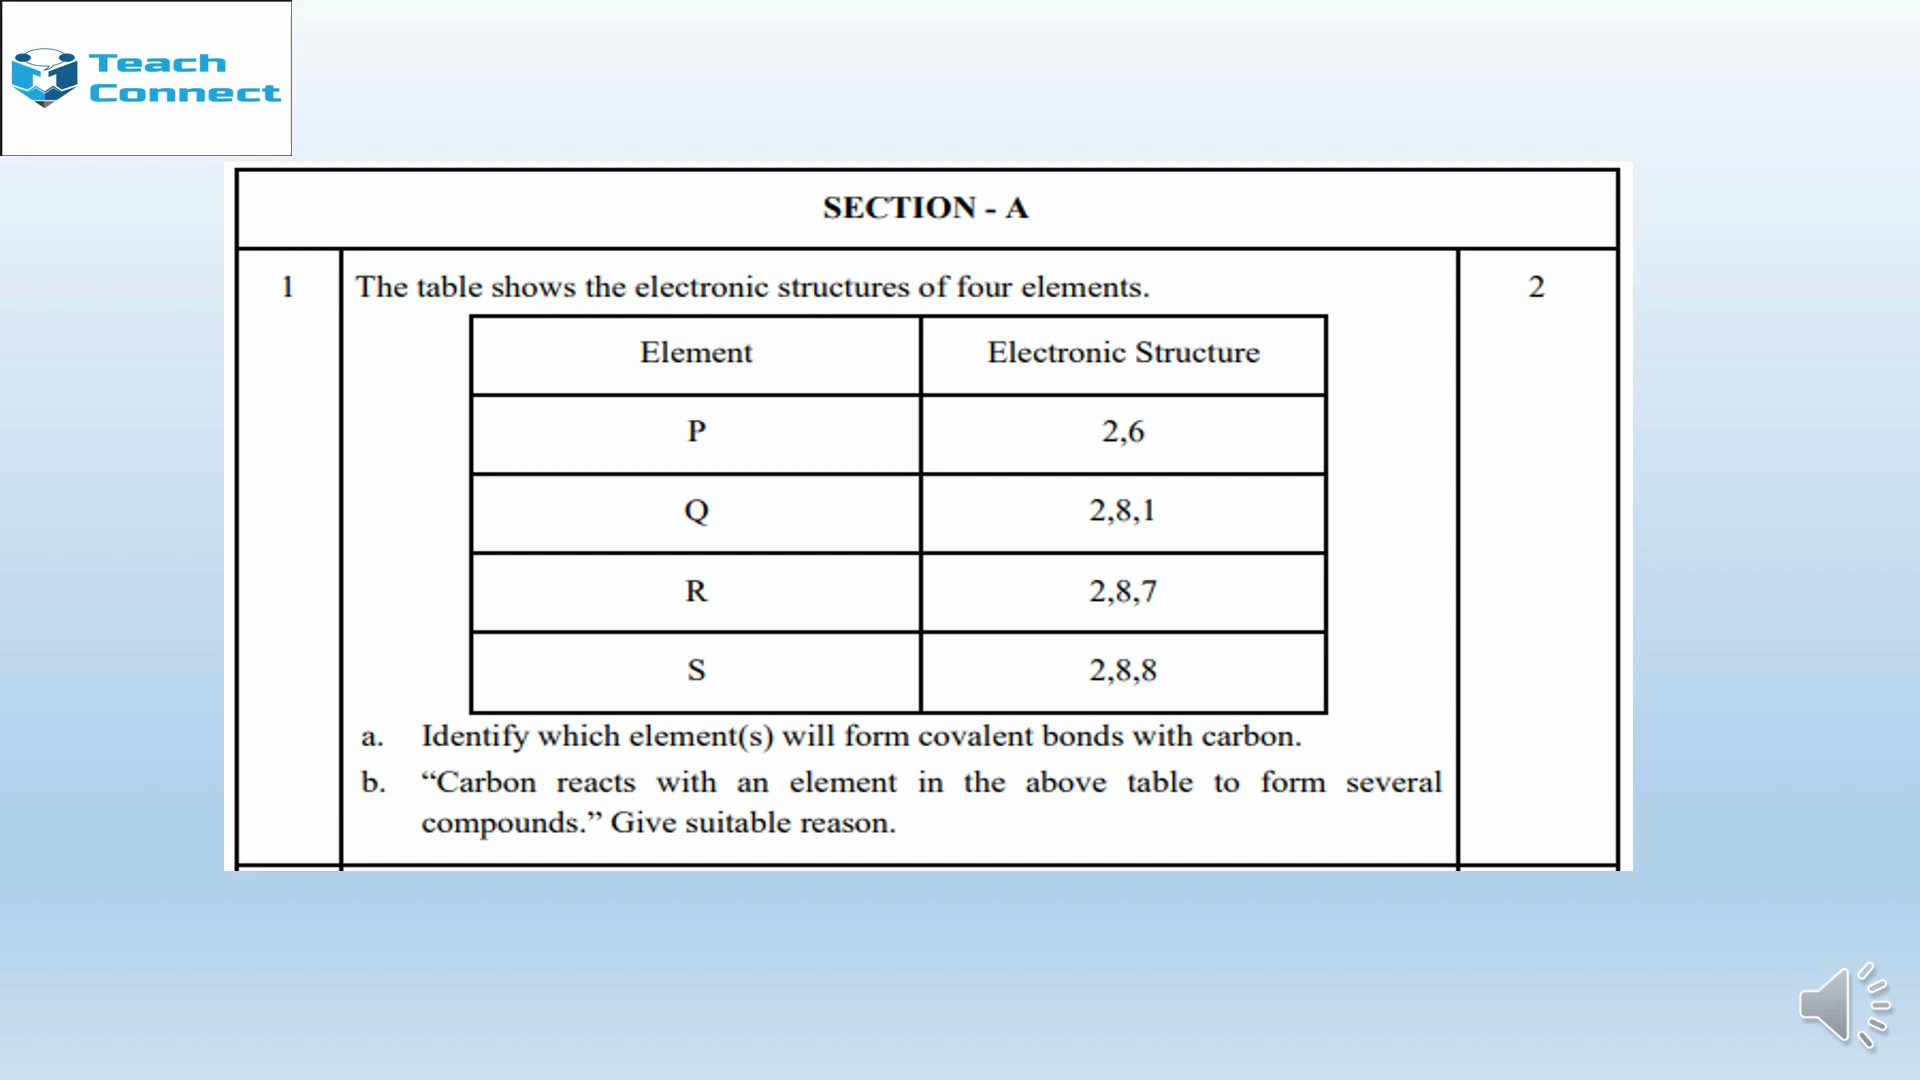 Teach
Connect
SECTION - A
1 The table shows the electronic structures of four elements. 2
Element Electronic Structure
P 2,6
Q 2,8,1
R 2,8,7
S 2,8,8
a. Identify which element(s) will form covalent bonds with carbon.
b. “Carbon reacts with an element in the above table to form several
compounds.” Give suitable reason.